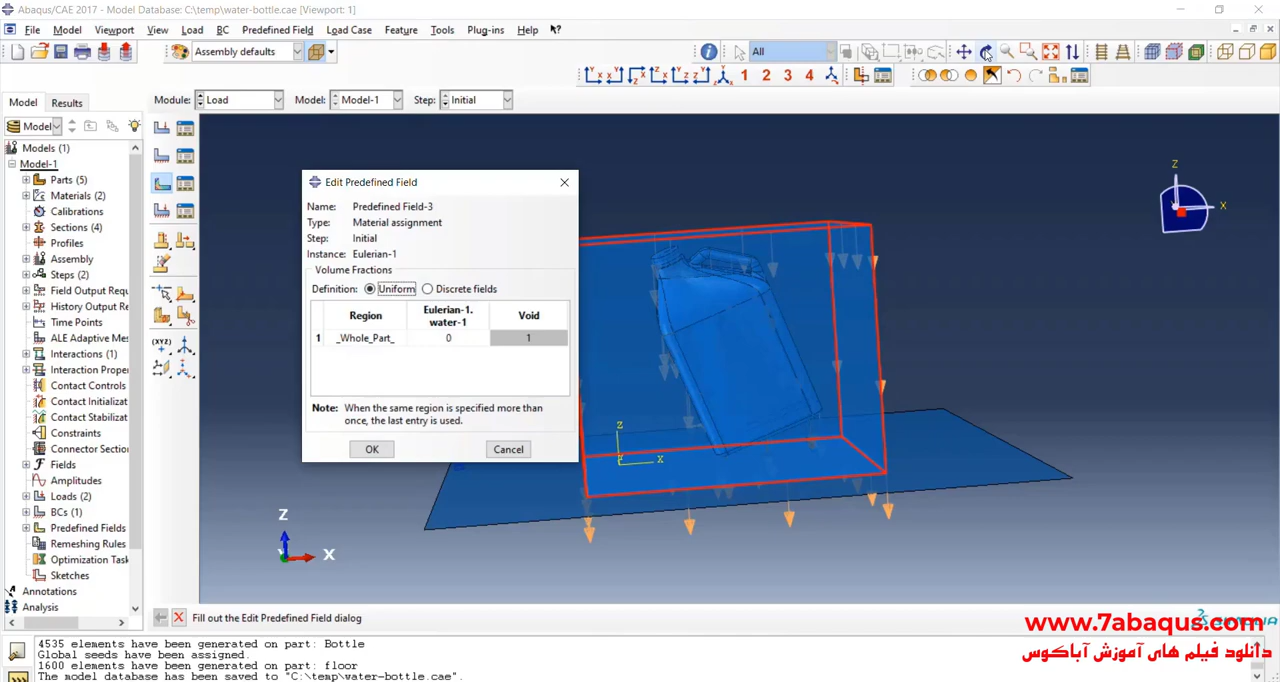 Abaqus/CAE 2017 - Model Database: C:\temp\water-bottle.cae [Viewport: 1]
File Model Viewport View Load BC Predefined Field Load Case Feature Tools Plug-ins Help
Assembly defaults All
1 2 3 4
Model Results Module: Load Model: Model-1 Step: Initial
Model
Models (1)
Model-1
Parts (5)
Materials (2)
Calibrations
Sections (4)
Profiles
Assembly
Steps (2)
Field Output Requ
History Output Re
Time Points
ALE Adaptive Mes
Interactions (1)
Interaction Prope
Contact Controls
Contact Initializat
Contact Stabilizat
Constraints
Connector Section
Fields
Amplitudes
Loads (2)
BCs (1)
Predefined Fields
Remeshing Rules
Optimization Task
Sketches
Annotations
Analysis
(XYZ)
Edit Predefined Field
Name: Predefined Field-3
Type: Material assignment
Step: Initial
Instance: Eulerian-1
Volume Fractions
Definition: Uniform Discrete fields
Region Eulerian-1. water-1 Void
1 _Whole_Part_ 0 1
Note: When the same region is specified more than
once, the last entry is used.
OK Cancel
Z
X
Z
Y
X
Z
Y
X
Fill out the Edit Predefined Field dialog
4535 elements have been generated on part: Bottle
Global seeds have been assigned.
1600 elements have been generated on part: floor
The model database has been saved to "C:\temp\water-bottle.cae".
www.7abaqus.com
دانلود فیلم های آموزش آباکوس